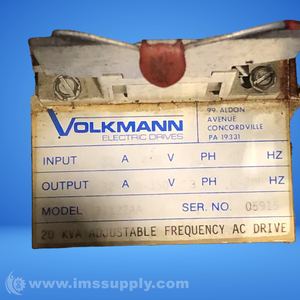 VOLKMANN
ELECTRIC DRIVES
99 ALDON
AVENUE
CONCORDVILLE
PA 19331
INPUT A V PH HZ
OUTPUT A V PH HZ
MODEL SER. NO. 05915
20 KVA ADJUSTABLE FREQUENCY AC DRIVE
© www.imssupply.com